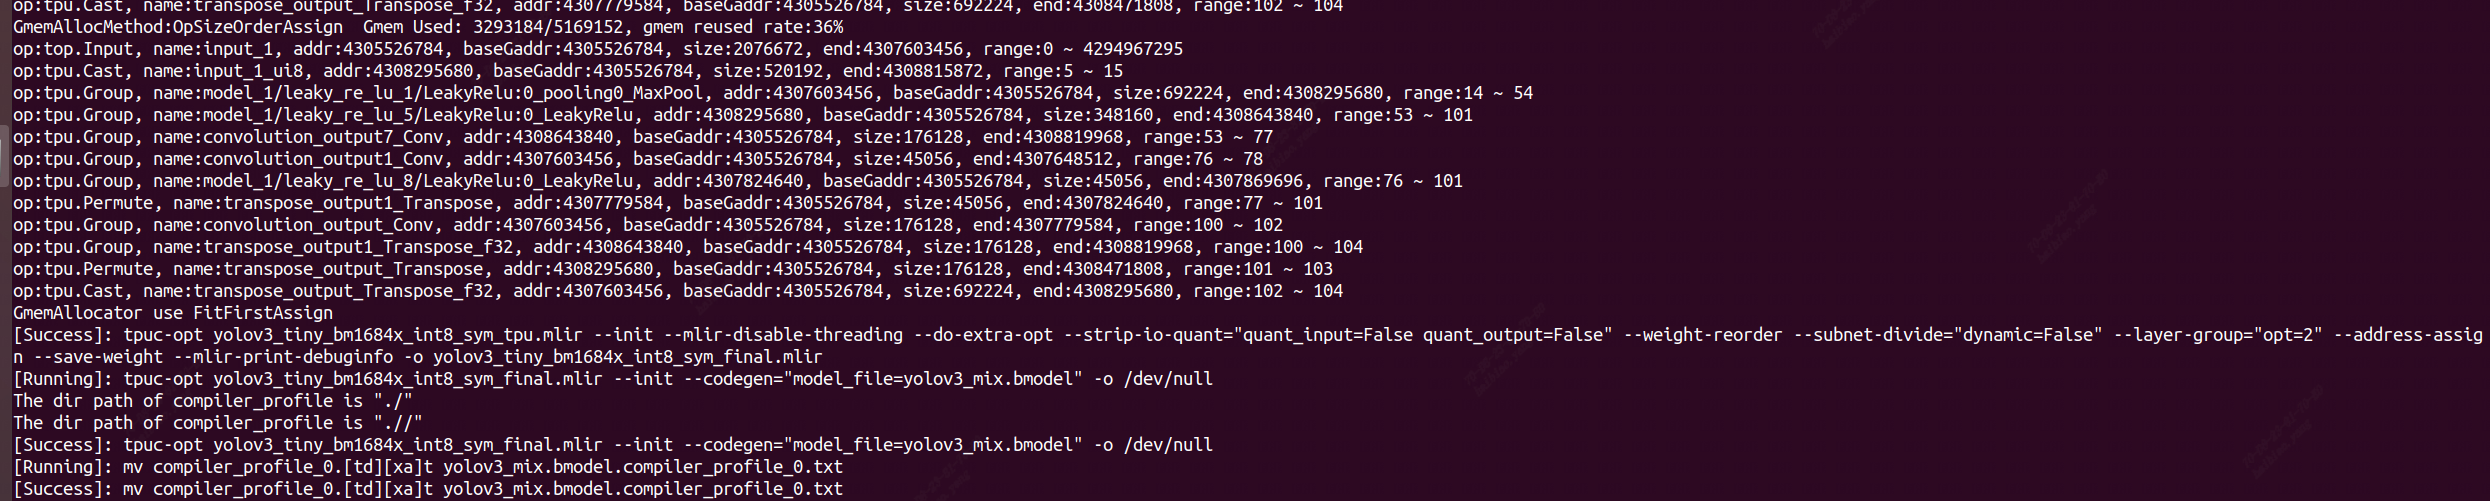 op:tpu.Cast, name:transpose_output_Transpose_f32, addr:4307779584, baseGaddr:4305526784, size:692224, end:4308471808, range:102 ~ 104
GmemAllocMethod:OpSizeOrderAssign  Gmem Used: 3293184/5169152, gmem reused rate:36%
op:top.Input, name:input_1, addr:4305526784, baseGaddr:4305526784, size:2076672, end:4307603456, range:0 ~ 4294967295
op:tpu.Cast, name:input_1_ui8, addr:4308295680, baseGaddr:4305526784, size:520192, end:4308815872, range:5 ~ 15
op:tpu.Group, name:model_1/leaky_re_lu_1/LeakyRelu:0_pooling0_MaxPool, addr:4307603456, baseGaddr:4305526784, size:692224, end:4308295680, range:14 ~ 54
op:tpu.Group, name:model_1/leaky_re_lu_5/LeakyRelu:0_LeakyRelu, addr:4308295680, baseGaddr:4305526784, size:348160, end:4308643840, range:53 ~ 101
op:tpu.Group, name:convolution_output7_Conv, addr:4308643840, baseGaddr:4305526784, size:176128, end:4308819968, range:53 ~ 77
op:tpu.Group, name:convolution_output1_Conv, addr:4307603456, baseGaddr:4305526784, size:45056, end:4307648512, range:76 ~ 78
op:tpu.Group, name:model_1/leaky_re_lu_8/LeakyRelu:0_LeakyRelu, addr:4307824640, baseGaddr:4305526784, size:45056, end:4307869696, range:76 ~ 101
op:tpu.Permute, name:transpose_output1_Transpose, addr:4307779584, baseGaddr:4305526784, size:45056, end:4307824640, range:77 ~ 101
op:tpu.Group, name:convolution_output_Conv, addr:4307603456, baseGaddr:4305526784, size:176128, end:4307779584, range:100 ~ 102
op:tpu.Group, name:transpose_output1_Transpose_f32, addr:4308643840, baseGaddr:4305526784, size:176128, end:4308819968, range:100 ~ 104
op:tpu.Permute, name:transpose_output_Transpose, addr:4308295680, baseGaddr:4305526784, size:176128, end:4308471808, range:101 ~ 103
op:tpu.Cast, name:transpose_output_Transpose_f32, addr:4307603456, baseGaddr:4305526784, size:692224, end:4308295680, range:102 ~ 104
GmemAllocator use FitFirstAssign
[Success]: tpuc-opt yolov3_tiny_bm1684x_int8_sym_tpu.mlir --init --mlir-disable-threading --do-extra-opt --strip-io-quant="quant_input=False quant_output=False" --weight-reorder --subnet-divide="dynamic=False" --layer-group="opt=2" --address-assig
n --save-weight --mlir-print-debuginfo -o yolov3_tiny_bm1684x_int8_sym_final.mlir
[Running]: tpuc-opt yolov3_tiny_bm1684x_int8_sym_final.mlir --init --codegen="model_file=yolov3_mix.bmodel" -o /dev/null
The dir path of compiler_profile is "./"
The dir path of compiler_profile is ".//"
[Success]: tpuc-opt yolov3_tiny_bm1684x_int8_sym_final.mlir --init --codegen="model_file=yolov3_mix.bmodel" -o /dev/null
[Running]: mv compiler_profile_0.[td][xa]t yolov3_mix.bmodel.compiler_profile_0.txt
[Success]: mv compiler_profile_0.[td][xa]t yolov3_mix.bmodel.compiler_profile_0.txt